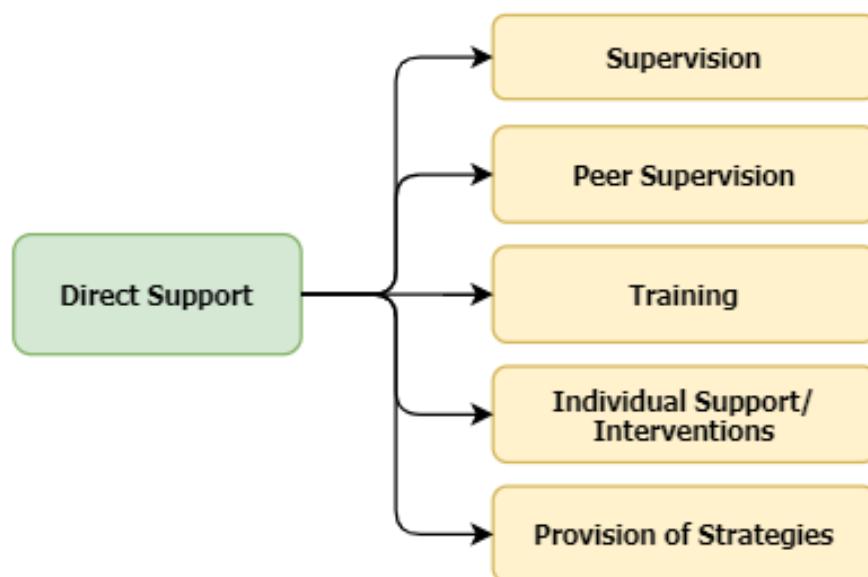 Direct Support
Supervision
Peer Supervision
Training
Individual Support/
Interventions
Provision of Strategies